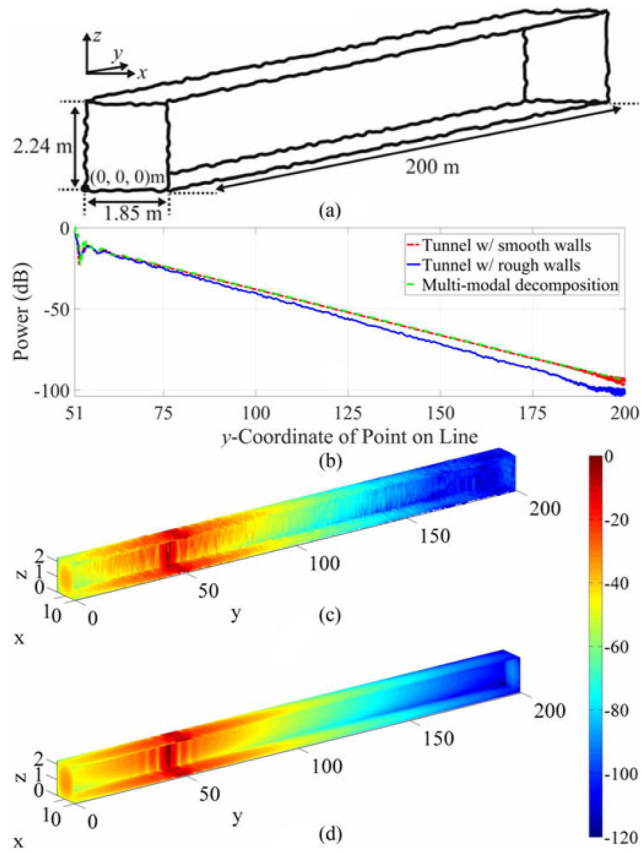 z
y
x
2.24 m
(0, 0, 0)m
200 m
1.85 m
(a)
0
-50
-100
Power (dB)
Tunnel w/ smooth walls
Tunnel w/ rough walls
Multi-modal decomposition
51 75 100 125 150 175 200
y-Coordinate of Point on Line
(b)
2
1
0
z
1 0
x
0 50 100 150 200
y
(c)
2
1
0
z
1 0
x
0 50 100 150 200
y
(d)
0
-20
-40
-60
-80
-100
-120